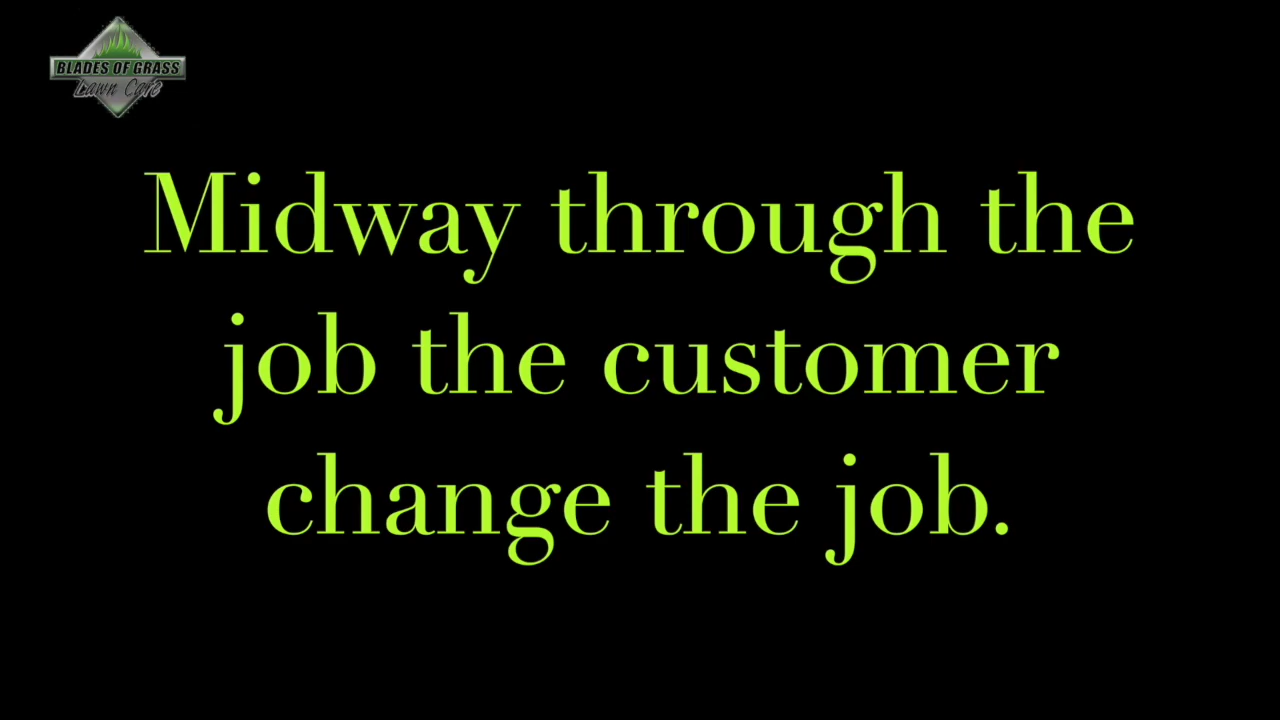 BLADES OF GRASS
Lawn Care
Midway through the
job the customer
change the job.